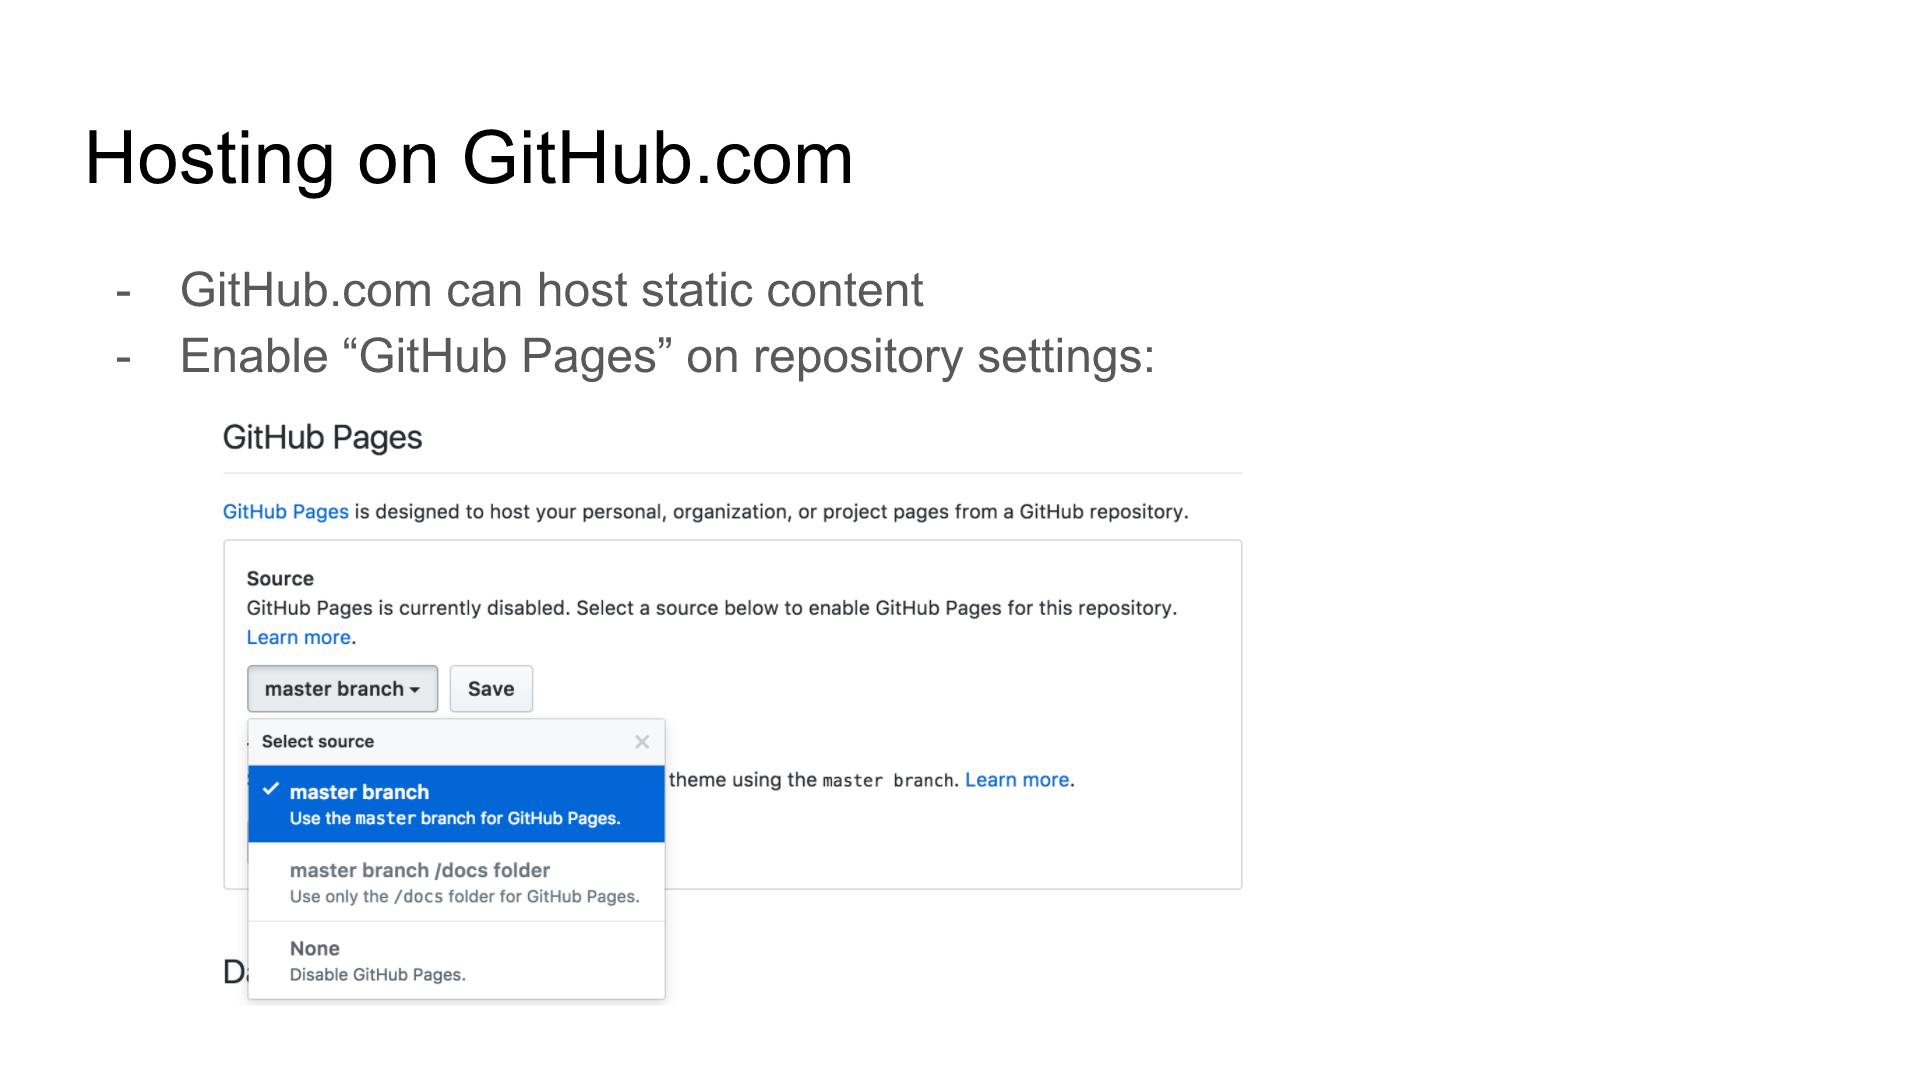 Hosting on GitHub.com
- GitHub.com can host static content
- Enable “GitHub Pages” on repository settings:
GitHub Pages
GitHub Pages is designed to host your personal, organization, or project pages from a GitHub repository.
Source
GitHub Pages is currently disabled. Select a source below to enable GitHub Pages for this repository.
Learn more.
master branch Save
Select source
theme using the master branch. Learn more.
master branch
Use the master branch for GitHub Pages.
master branch /docs folder
Use only the /docs folder for GitHub Pages.
None
Disable GitHub Pages.